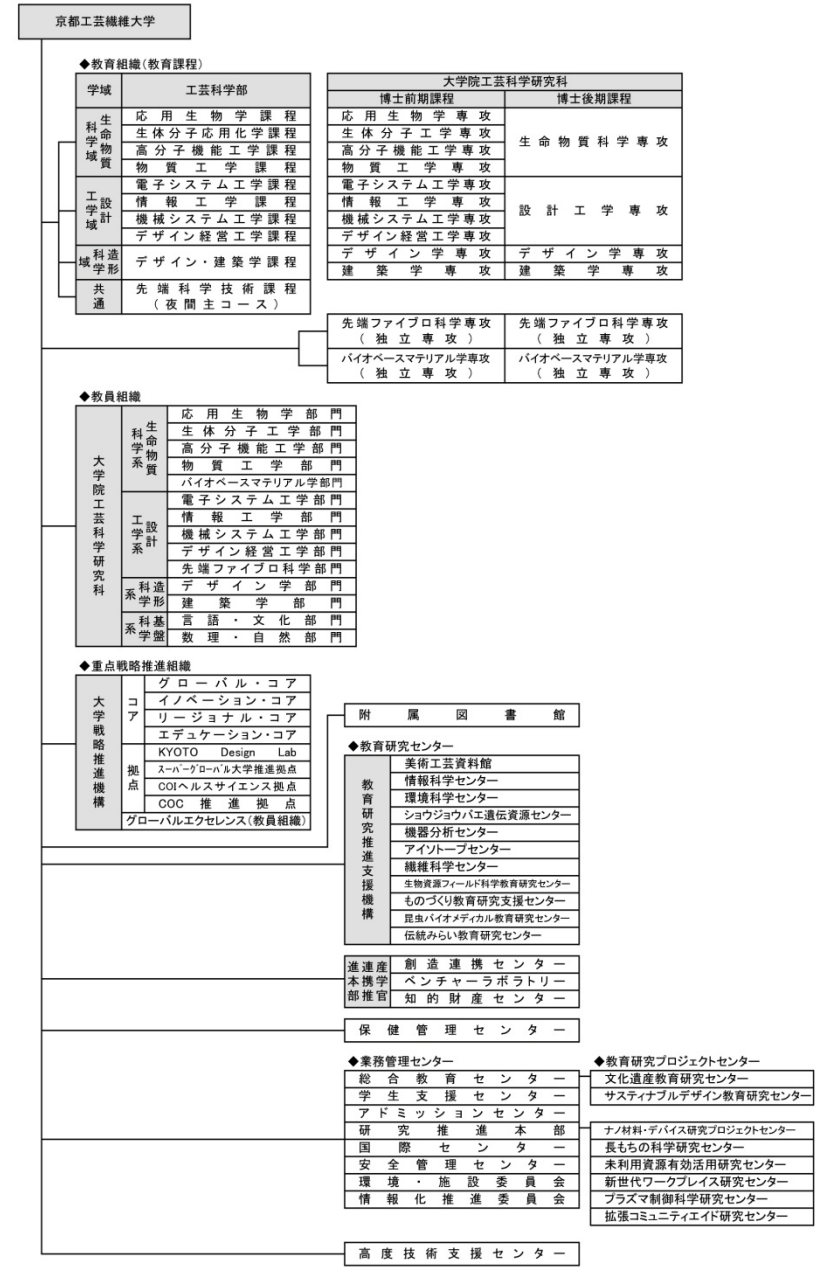 京都工芸繊維大学
◆教育組織(教育課程)
学域 工芸科学部
生命物質科学域
応用生物学課程
生体分子応用化学課程
高分子機能工学課程
物質工学課程
設計工学域
電子システム工学課程
情報工学課程
機械システム工学課程
デザイン経営工学課程
造形科学域
デザイン・建築学課程
共通
先端科学技術課程
(夜間主コース)
大学院工芸科学研究科
博士前期課程 博士後期課程
応用生物学専攻
生体分子工学専攻
高分子機能工学専攻
物質工学専攻
生命物質科学専攻
電子システム工学専攻
情報工学専攻
機械システム工学専攻
デザイン経営工学専攻
設計工学専攻
デザイン学専攻 デザイン学専攻
建築学専攻 建築学専攻
先端ファイブロ科学専攻 先端ファイブロ科学専攻
(独立専攻) (独立専攻)
バイオベースマテリアル学専攻 バイオベースマテリアル学専攻
(独立専攻) (独立専攻)
◆教員組織
大学院工芸科学研究科
生命物質科学系
応用生物学部門
生体分子工学部門
高分子機能工学部門
物質工学部門
バイオベースマテリアル学部門
設計工学系
電子システム工学部門
情報工学部門
機械システム工学部門
デザイン経営工学部門
先端ファイブロ科学部門
造形科学系
デザイン学部門
建築学部門
基盤科学系
言語・文化部門
数理・自然部門
◆重点戦略推進組織
大学戦略推進機構
コア
グローバル・コア
イノベーション・コア
リージョナル・コア
エデュケーション・コア
拠点
KYOTO Design Lab
スーパーグローバル大学推進拠点
COIヘルスサイエンス拠点
COC推進拠点
グローバルエクセレンス(教員組織)
附属図書館
◆教育研究センター
教育研究推進支援機構
美術工芸資料館
情報科学センター
環境科学センター
ショウジョウバエ遺伝資源センター
機器分析センター
アイソトープセンター
繊維科学センター
生物資源フィールド科学教育研究センター
ものづくり教育研究支援センター
昆虫バイオメディカル教育研究センター
伝統みらい教育研究センター
産学官連携推進本部
創造連携センター
ベンチャーラボラトリー
知的財産センター
保健管理センター
◆業務管理センター
総合教育センター
学生支援センター
アドミッションセンター
研究推進本部
国際センター
安全管理センター
環境・施設委員会
情報化推進委員会
◆教育研究プロジェクトセンター
文化遺産教育研究センター
サスティナブルデザイン教育研究センター
ナノ材料・デバイス研究プロジェクトセンター
長もちの科学研究センター
未利用資源有効活用研究センター
新世代ワークプレイス研究センター
プラズマ制御科学研究センター
拡張コミュニティエイド研究センター
高度技術支援センター